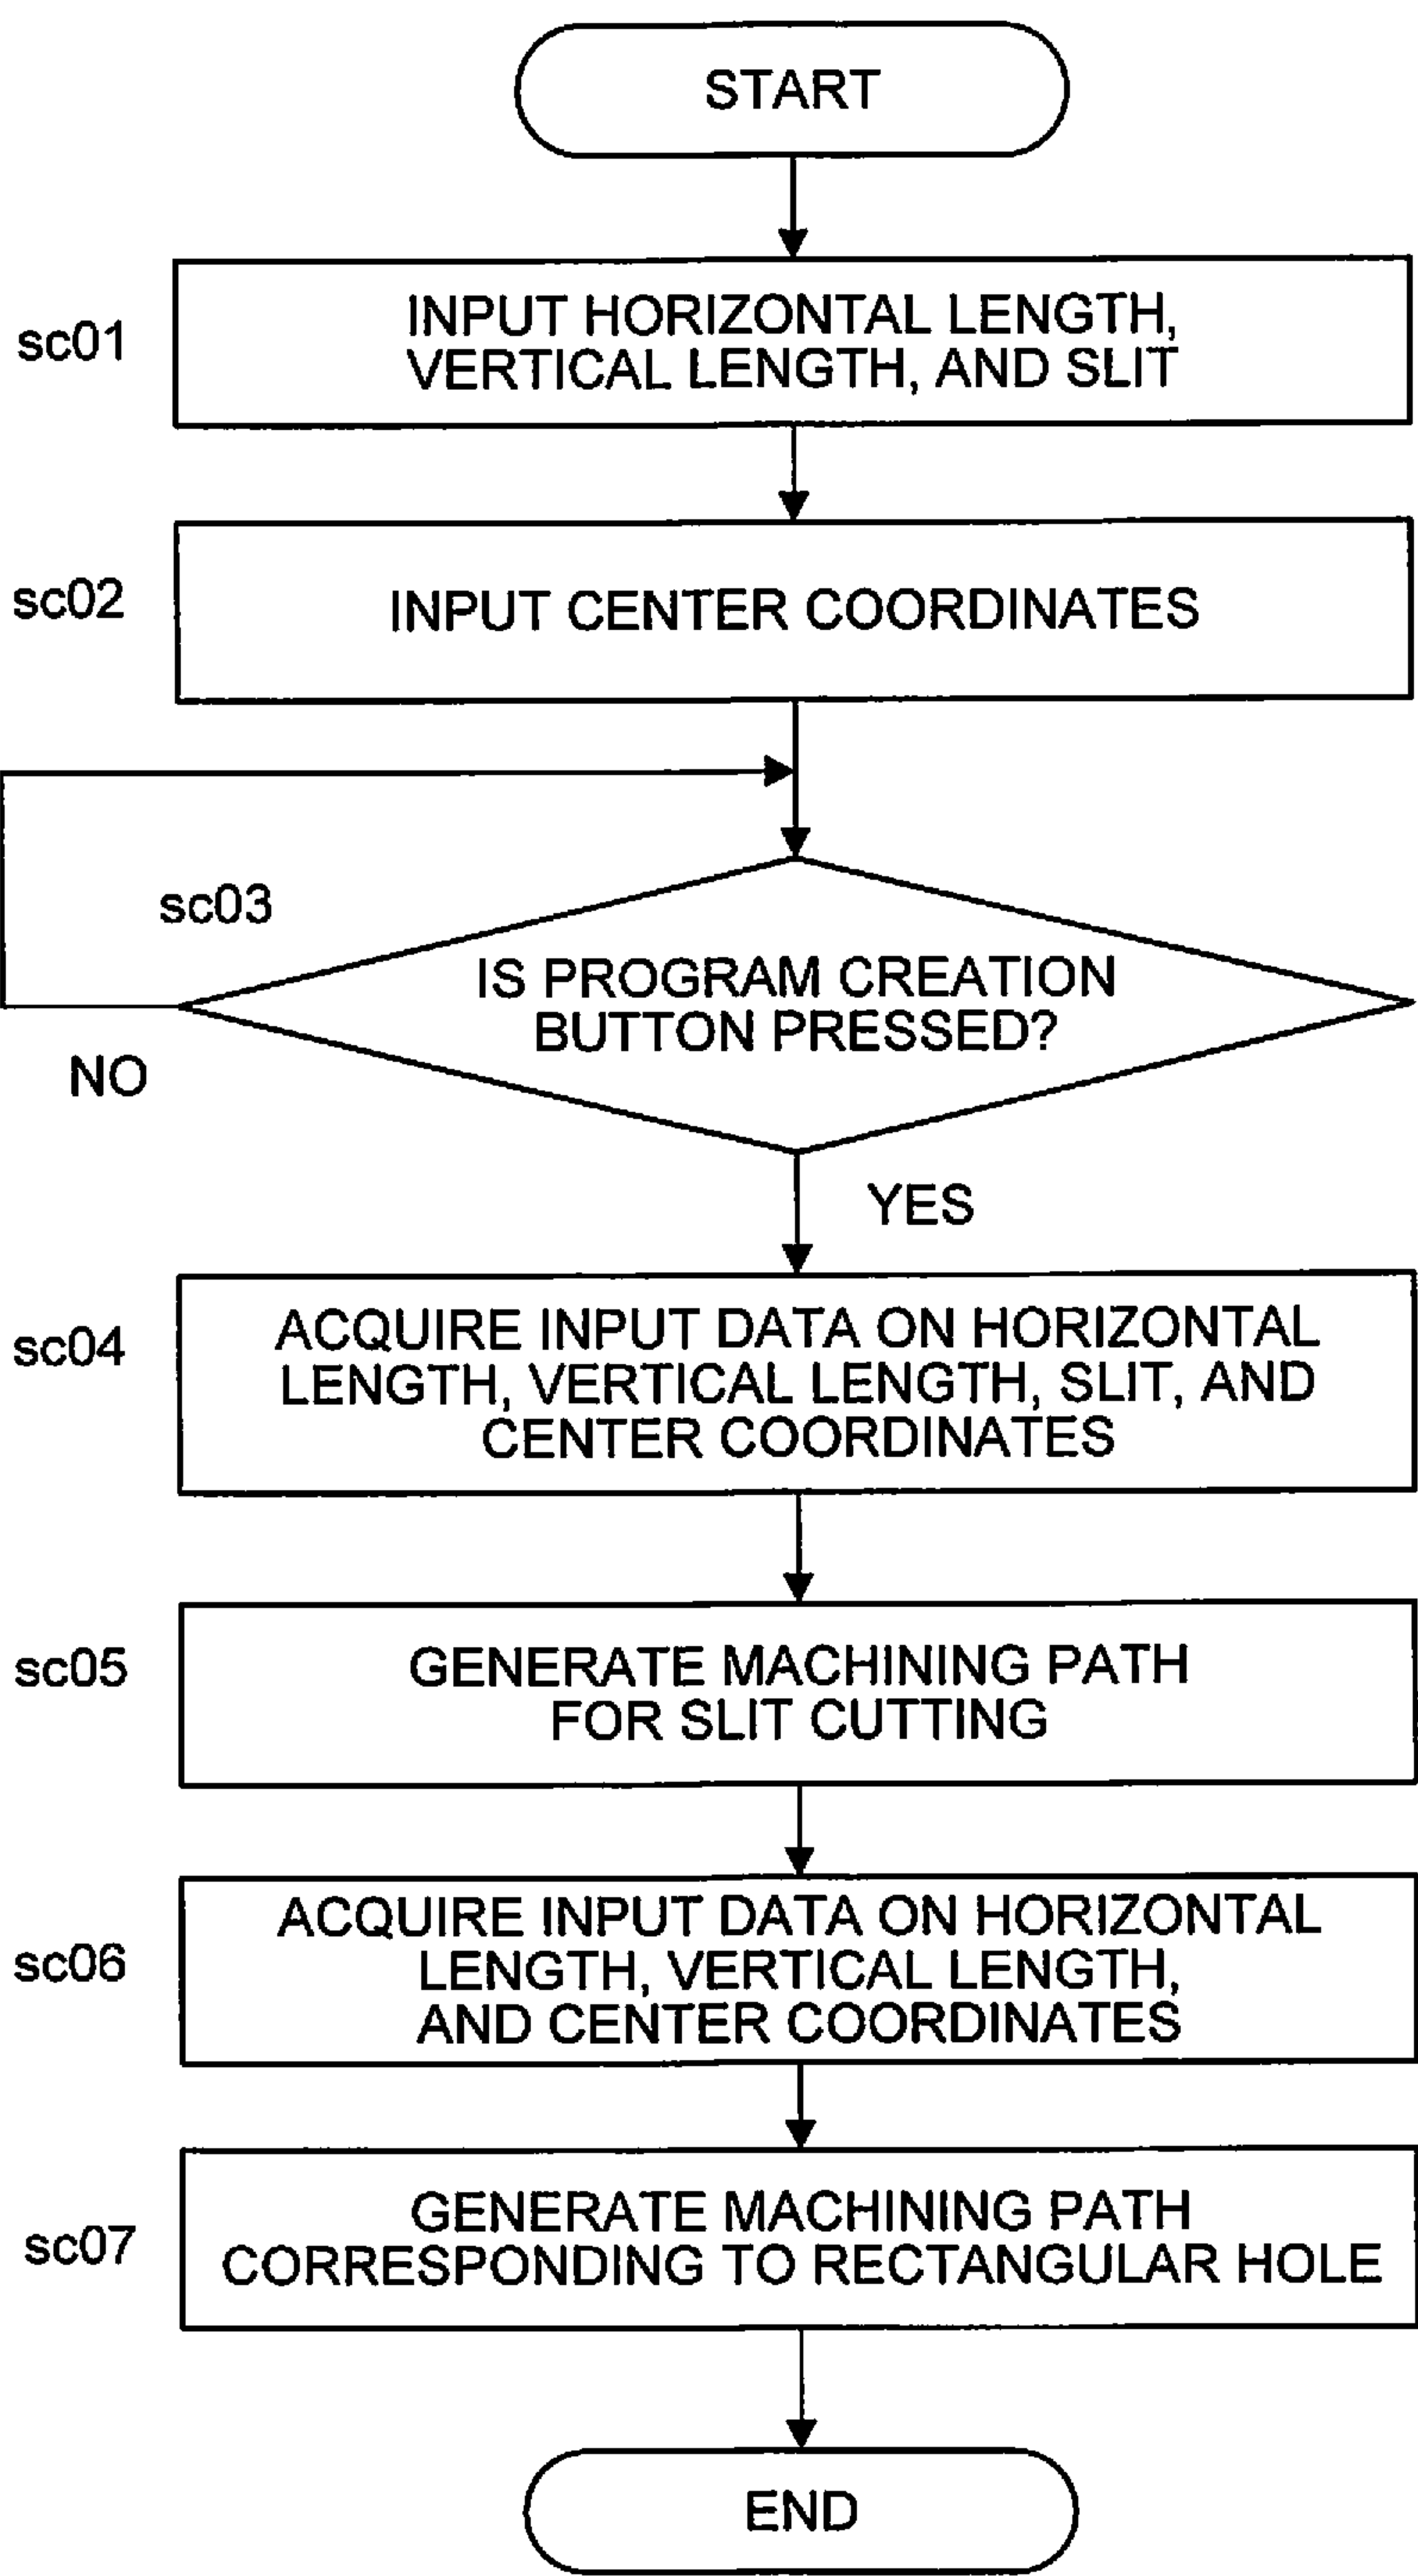 START
sc01
INPUT HORIZONTAL LENGTH,
VERTICAL LENGTH, AND SLIT
sc02
INPUT CENTER COORDINATES
sc03
IS PROGRAM CREATION
BUTTON PRESSED?
NO
YES
sc04
ACQUIRE INPUT DATA ON HORIZONTAL
LENGTH, VERTICAL LENGTH, SLIT, AND
CENTER COORDINATES
sc05
GENERATE MACHINING PATH
FOR SLIT CUTTING
sc06
ACQUIRE INPUT DATA ON HORIZONTAL
LENGTH, VERTICAL LENGTH,
AND CENTER COORDINATES
sc07
GENERATE MACHINING PATH
CORRESPONDING TO RECTANGULAR HOLE
END